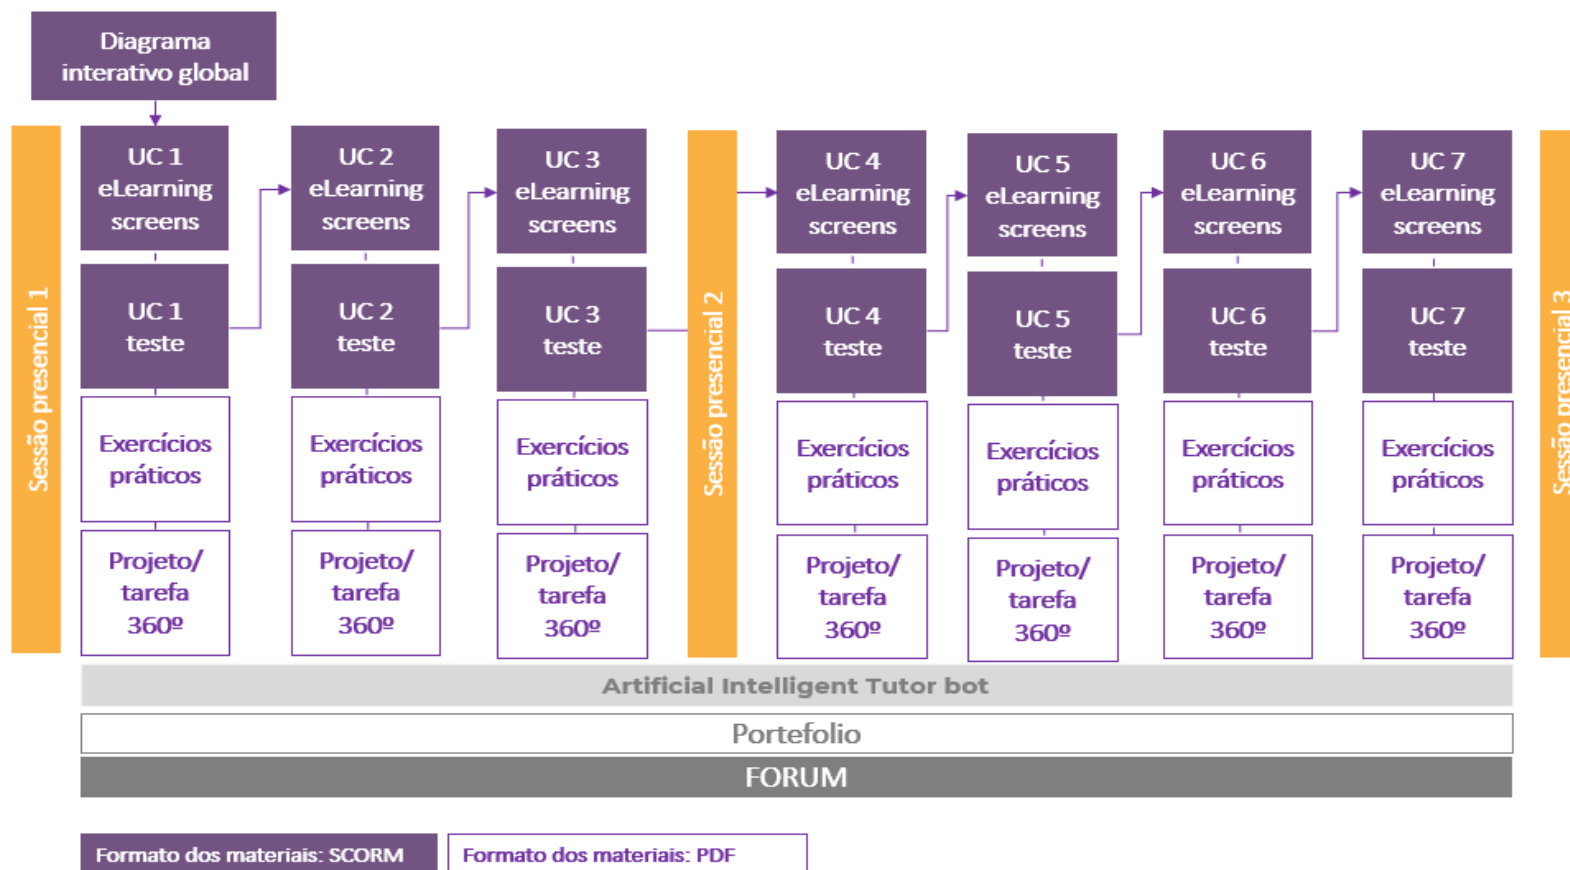 Diagrama
interativo global
Sessão presencial 1
UC 1
eLearning
screens
UC 1
teste
Exercícios
práticos
Projeto/
tarefa
360º
UC 2
eLearning
screens
UC 2
teste
Exercícios
práticos
Projeto/
tarefa
360º
UC 3
eLearning
screens
UC 3
teste
Exercícios
práticos
Projeto/
tarefa
360º
Sessão presencial 2
UC 4
eLearning
screens
UC 4
teste
Exercícios
práticos
Projeto/
tarefa
360º
UC 5
eLearning
screens
UC 5
teste
Exercícios
práticos
Projeto/
tarefa
360º
UC 6
eLearning
screens
UC 6
teste
Exercícios
práticos
Projeto/
tarefa
360º
UC 7
eLearning
screens
UC 7
teste
Exercícios
práticos
Projeto/
tarefa
360º
Sessão presencial 3
Artificial Intelligent Tutor bot
Portefolio
FORUM
Formato dos materiais: SCORM
Formato dos materiais: PDF